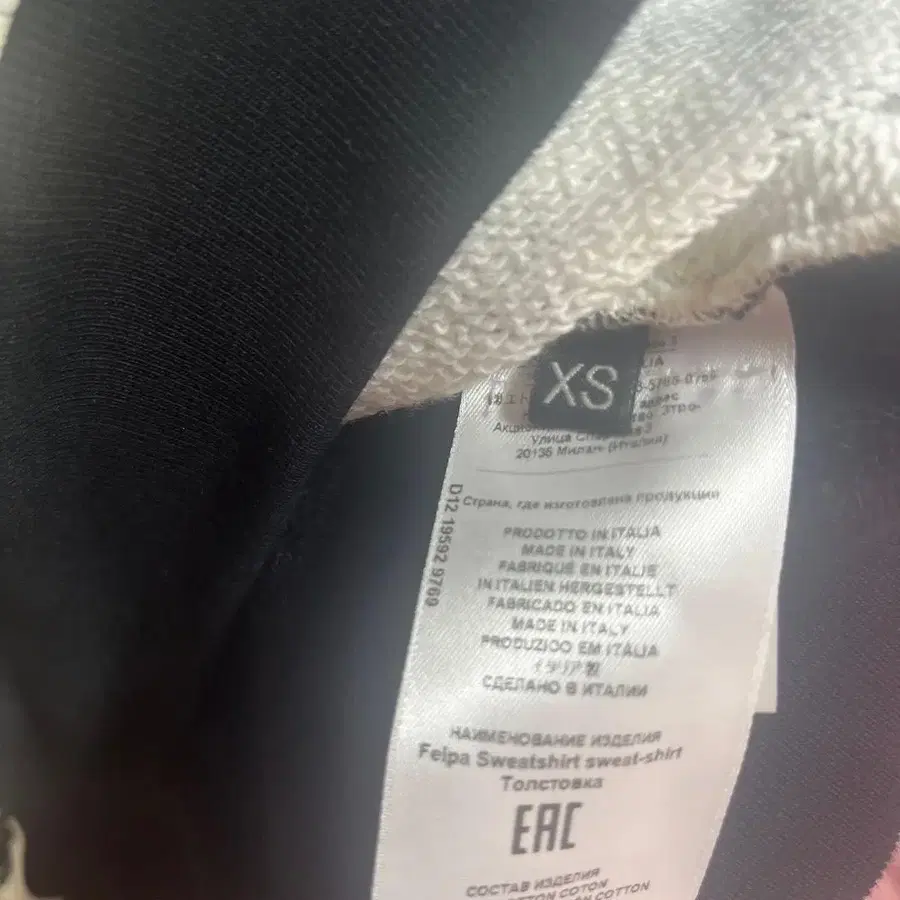 XS
20135 Милан (Италия)
Страна, где изготовлена продукция
D12 19592 9769
PRODOTTO IN ITALIA
MADE IN ITALY
FABRIQUE EN ITALIE
IN ITALIEN HERGESTELLT
FABRICADO EN ITALIA
MADE IN ITALY
PRODUZIDO EM ITALIA
イタリア製
СДЕЛАНО В ИТАЛИИ
НАИМЕНОВАНИЕ ИЗДЕЛИЯ
Felpa Sweatshirt sweat-shirt
Толстовка
EAC
СОСТАВ ИЗДЕЛИЯ
COTON
COTTON